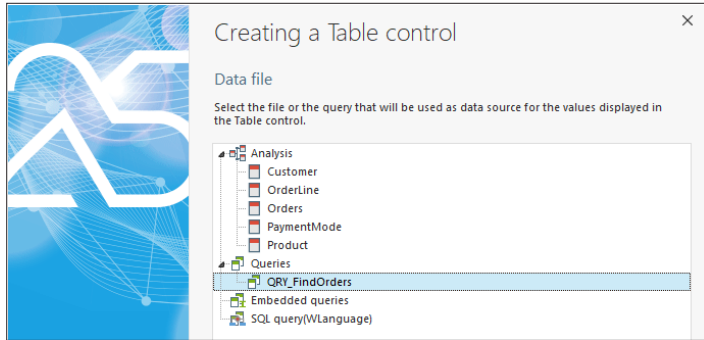 Creating a Table control
Data file
Select the file or the query that will be used as data source for the values displayed in
the Table control.
Analysis
Customer
OrderLine
Orders
PaymentMode
Product
Queries
QRY_FindOrders
Embedded queries
SQL query(WLanguage)